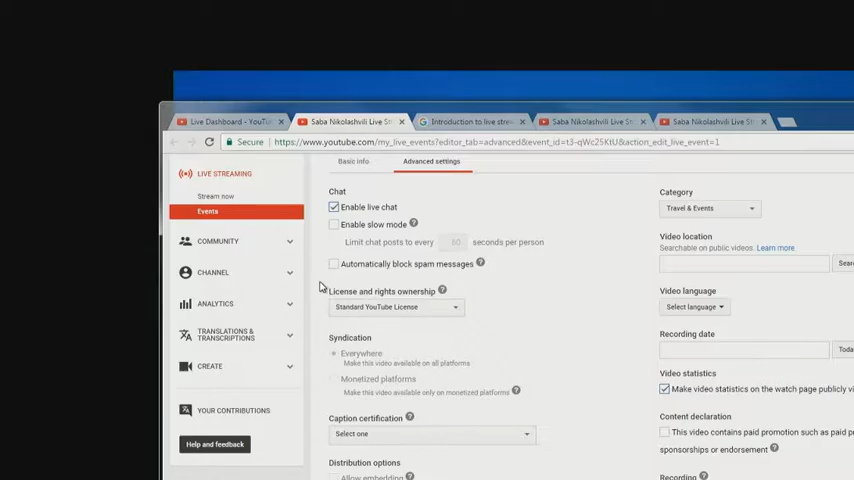 Live Dashboard - YouTu
Saba Nikolashvili Live St
Introduction to live strea
Saba Nikolashvili Live St
Saba Nikolashvili Live St
Secure
https://www.youtube.com/my_live_events?editor_tab=advanced&event_id=t3-qWc25KtU&action_edit_live_event=1
LIVE STREAMING
Stream now
Events
COMMUNITY
CHANNEL
ANALYTICS
TRANSLATIONS &
TRANSCRIPTIONS
CREATE
YOUR CONTRIBUTIONS
Help and feedback
Basic info
Advanced settings
Chat
Enable live chat
Enable slow mode
Limit chat posts to every 60 seconds per person
Automatically block spam messages
License and rights ownership
Standard YouTube License
Syndication
Everywhere
Make this video available on all platforms
Monetized platforms
Make this video available only on monetized platforms
Caption certification
Select one
Distribution options
Allow embedding
Category
Travel & Events
Video location
Searchable on public videos. Learn more
Sear
Video language
Select language
Recording date
Toda
Video statistics
Make video statistics on the watch page publicly vi
Content declaration
This video contains paid promotion such as paid p
sponsorships or endorsement
Recording